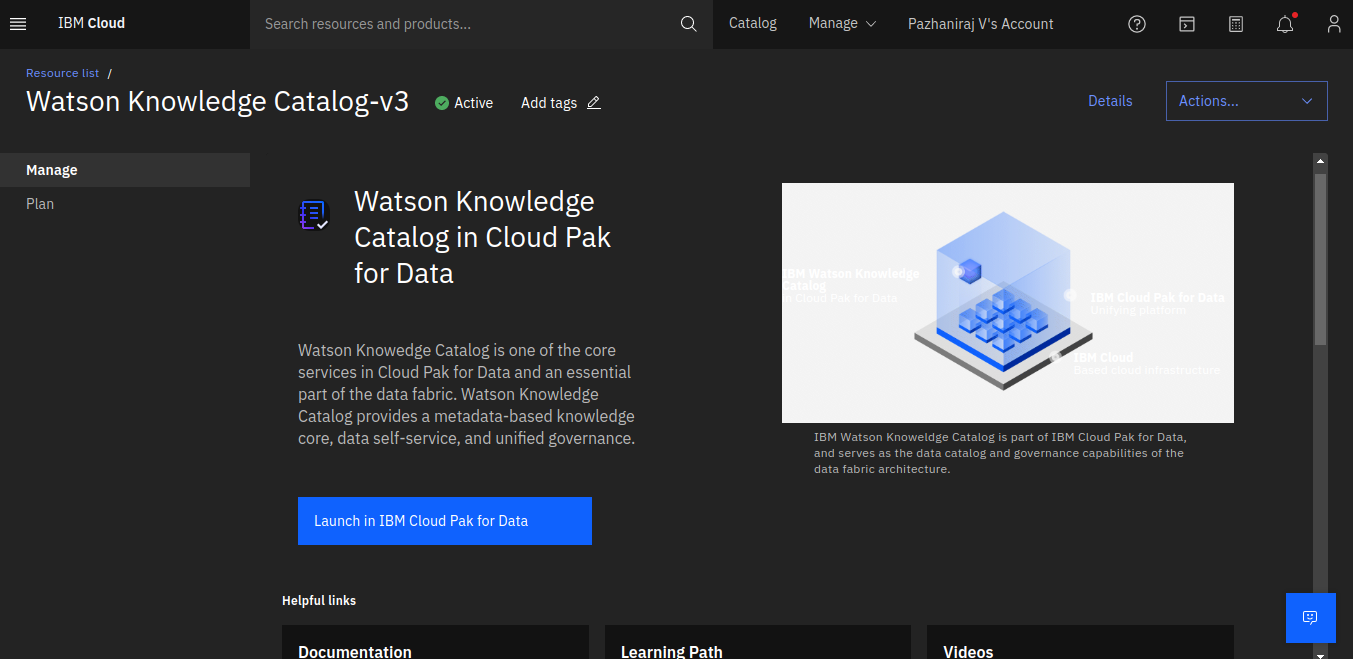 IBM Cloud
Search resources and products...
Catalog
Manage
Pazhaniraj V's Account
Resource list /
Watson Knowledge Catalog-v3
Active
Add tags
Details
Actions...
Manage
Plan
Watson Knowledge
Catalog in Cloud Pak
for Data
Watson Knowedge Catalog is one of the core
services in Cloud Pak for Data and an essential
part of the data fabric. Watson Knowledge
Catalog provides a metadata-based knowledge
core, data self-service, and unified governance.
Launch in IBM Cloud Pak for Data
IBM Watson Knowledge
Catalog
in Cloud Pak for Data
IBM Cloud Pak for Data
Unifying platform
IBM Cloud
Based cloud infrastructure
IBM Watson Knoweldge Catalog is part of IBM Cloud Pak for Data,
and serves as the data catalog and governance capabilities of the
data fabric architecture.
Helpful links
Documentation
Learning Path
Videos